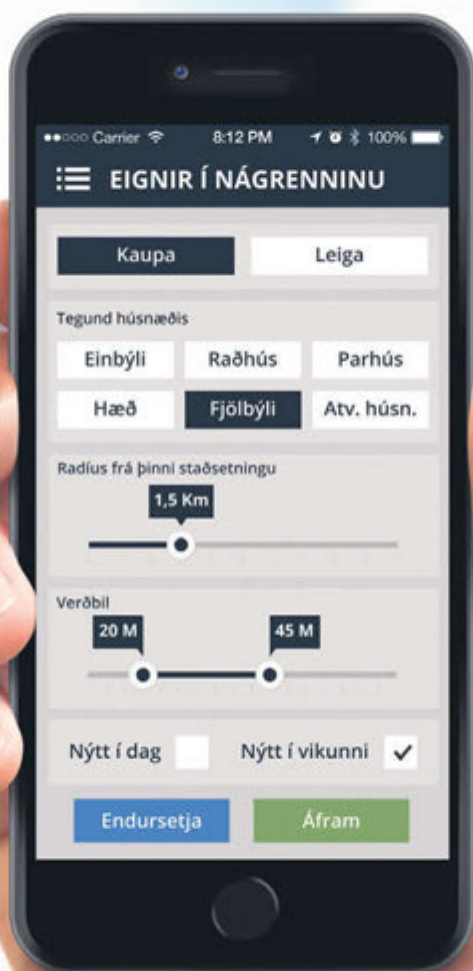 Carrier 8:12 PM 100%
EIGNIR Í NÁGRENNINU
Kaupa Leiga
Tegund húsnæðis
Einbýli Raðhús Parhús
Hæð Fjölbýli Atv. húsn.
Radíus frá þinni staðsetningu
1,5 Km
Verðbil
20 M 45 M
Nýtt í dag Nýtt í vikunni
Endursetja Áfram